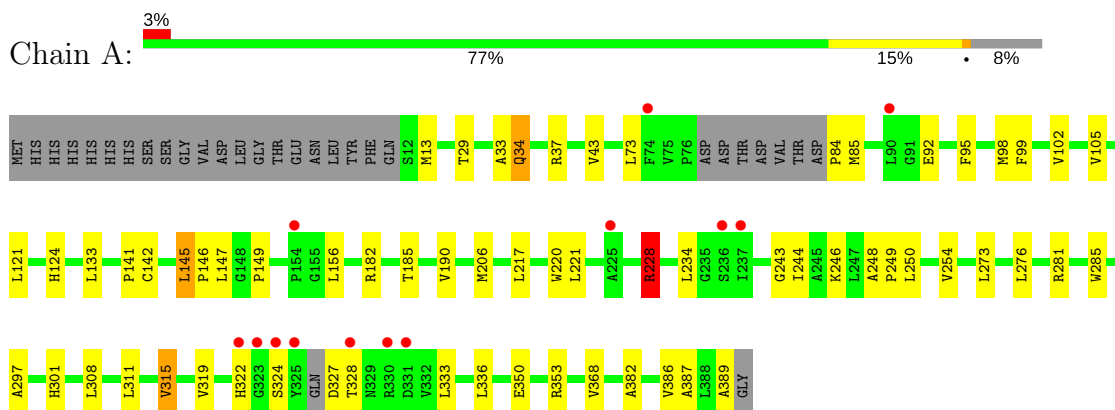 3%
Chain A:
77% 15% • 8%
MET HIS HIS HIS HIS HIS HIS SER SER GLY VAL ASP LEU GLY THR GLU ASN LEU TYR PHE GLN S12 M13 T29 A33 Q34 R37 V43 L73 F74 V75 P76 ASP ASP THR ASP VAL THR ASP P84 M85 L90 G91 E92 F95 M98 F99 V102 V105
L121 H124 L133 P141 C142 L145 P146 L147 G148 P149 P154 G155 L156 R182 T185 V190 M206 L217 W220 L221 A225 R228 L234 G235 S236 I237 G243 I244 A245 K246 L247 A248 P249 L250 V254 L273 L276 R281 W285
A297 H301 L308 L311 V315 V319 H322 G323 S324 Y325 GLN D327 T328 N329 R330 D331 V332 L333 L336 E350 R353 V368 A382 V386 A387 L388 A389 GLY